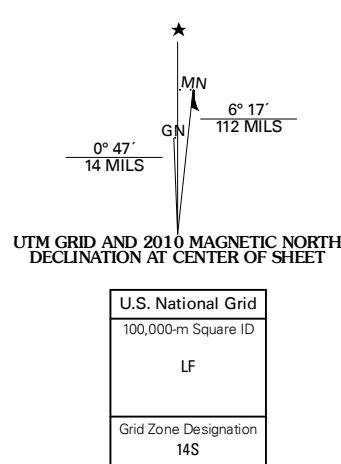 ★
MN
6° 17´
112 MILS
GN
0° 47´
14 MILS
UTM GRID AND 2010 MAGNETIC NORTH
DECLINATION AT CENTER OF SHEET
U.S. National Grid
100,000-m Square ID
LF
Grid Zone Designation
14S